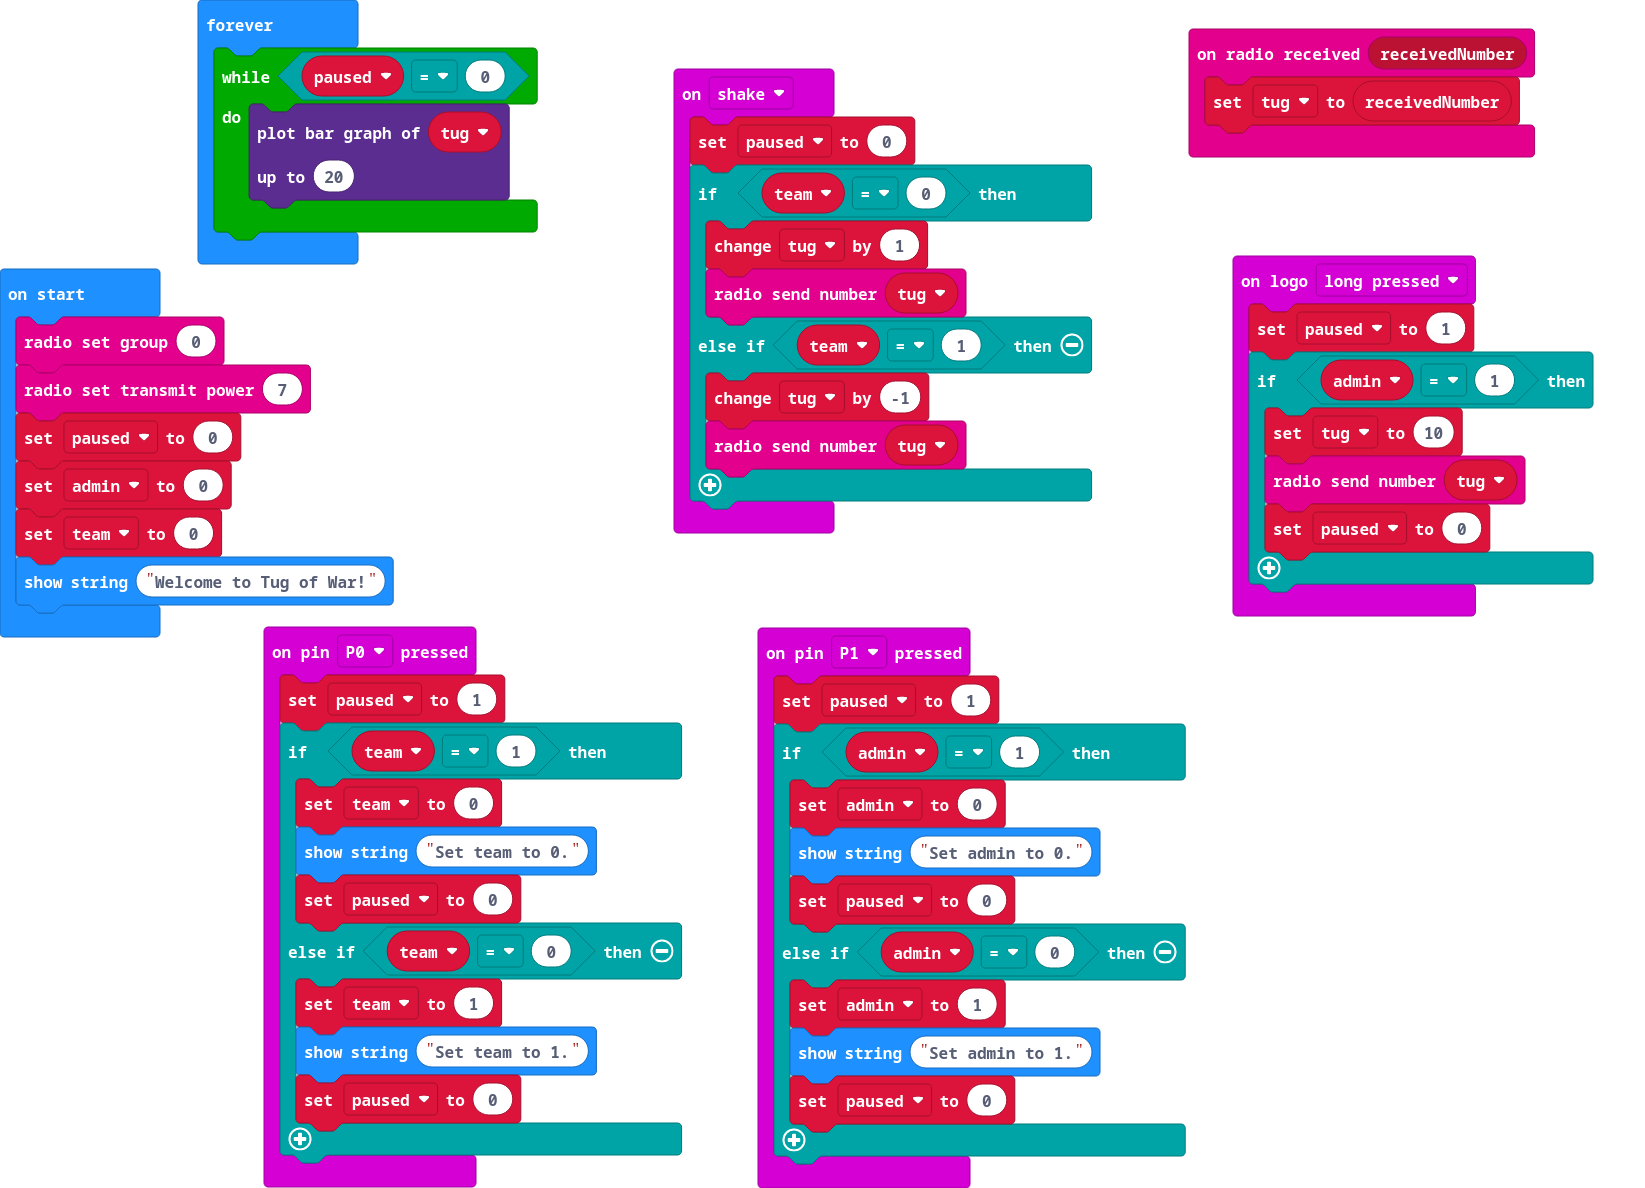 forever
while paused = 0
do
plot bar graph of tug
up to 20
on start
radio set group 0
radio set transmit power 7
set paused to 0
set admin to 0
set team to 0
show string "Welcome to Tug of War!"
on shake
set paused to 0
if team = 0 then
change tug by 1
radio send number tug
else if team = 1 then
change tug by -1
radio send number tug
on radio received receivedNumber
set tug to receivedNumber
on logo long pressed
set paused to 1
if admin = 1 then
set tug to 10
radio send number tug
set paused to 0
on pin P0 pressed
set paused to 1
if team = 1 then
set team to 0
show string "Set team to 0."
set paused to 0
else if team = 0 then
set team to 1
show string "Set team to 1."
set paused to 0
on pin P1 pressed
set paused to 1
if admin = 1 then
set admin to 0
show string "Set admin to 0."
set paused to 0
else if admin = 0 then
set admin to 1
show string "Set admin to 1."
set paused to 0